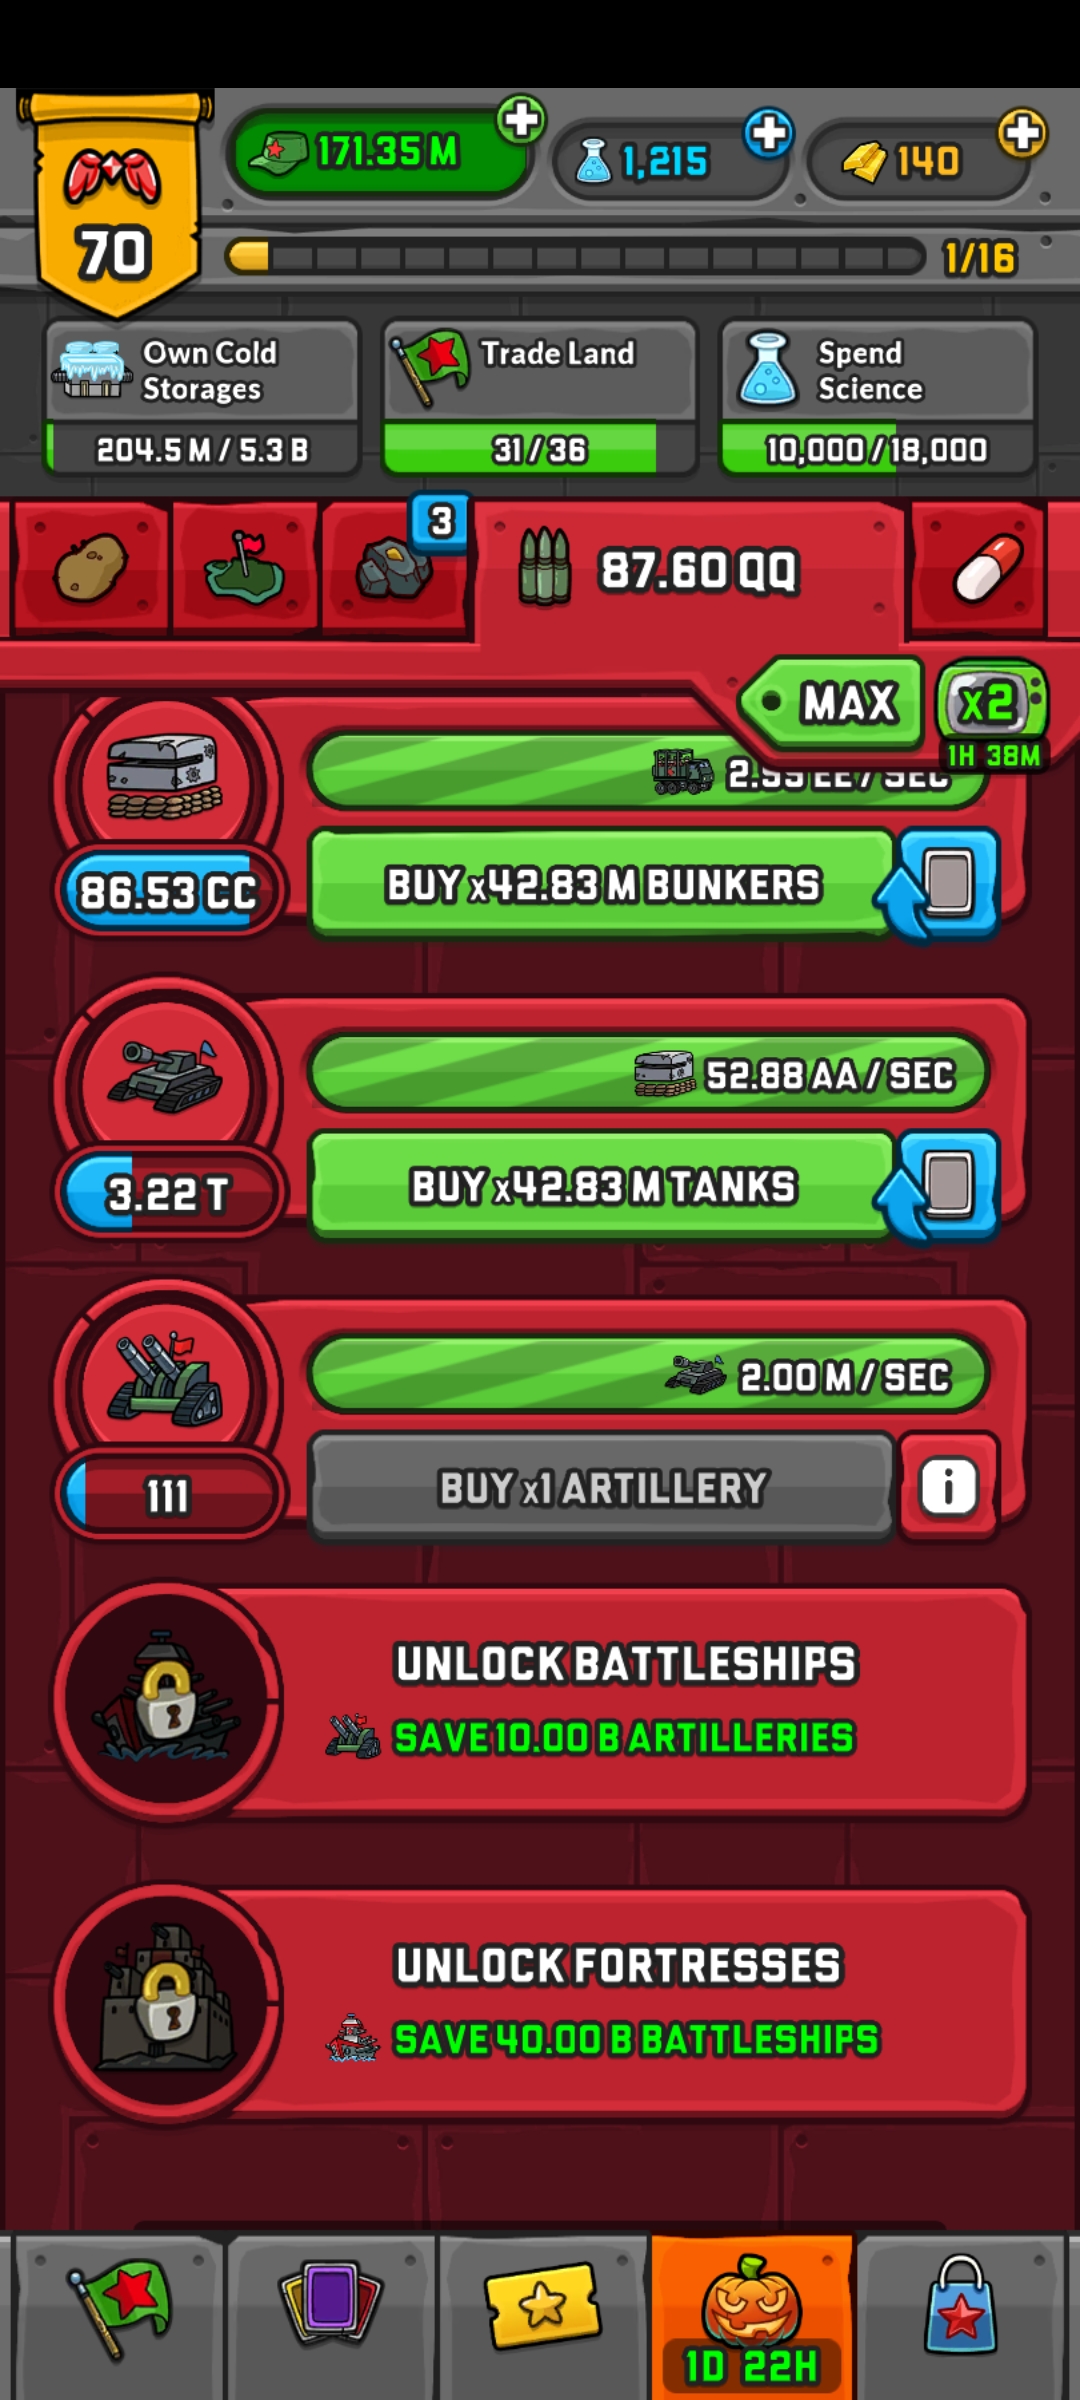 171.35 M
1,215
140
70
1/16
Own Cold
Storages
Trade Land
Spend
Science
204.5 M / 5.3 B
31 / 36
10,000 / 18,000
3
87.60 QQ
MAX
x2
1H 38M
/ SEC
86.53 CC
BUY x42.83 M BUNKERS
52.88 AA / SEC
3.22 T
BUY x42.83 M TANKS
2.00 M / SEC
111
BUY x1 ARTILLERY
i
UNLOCK BATTLESHIPS
SAVE 10.00 B ARTILLERIES
UNLOCK FORTRESSES
SAVE 40.00 B BATTLESHIPS
1D 22H